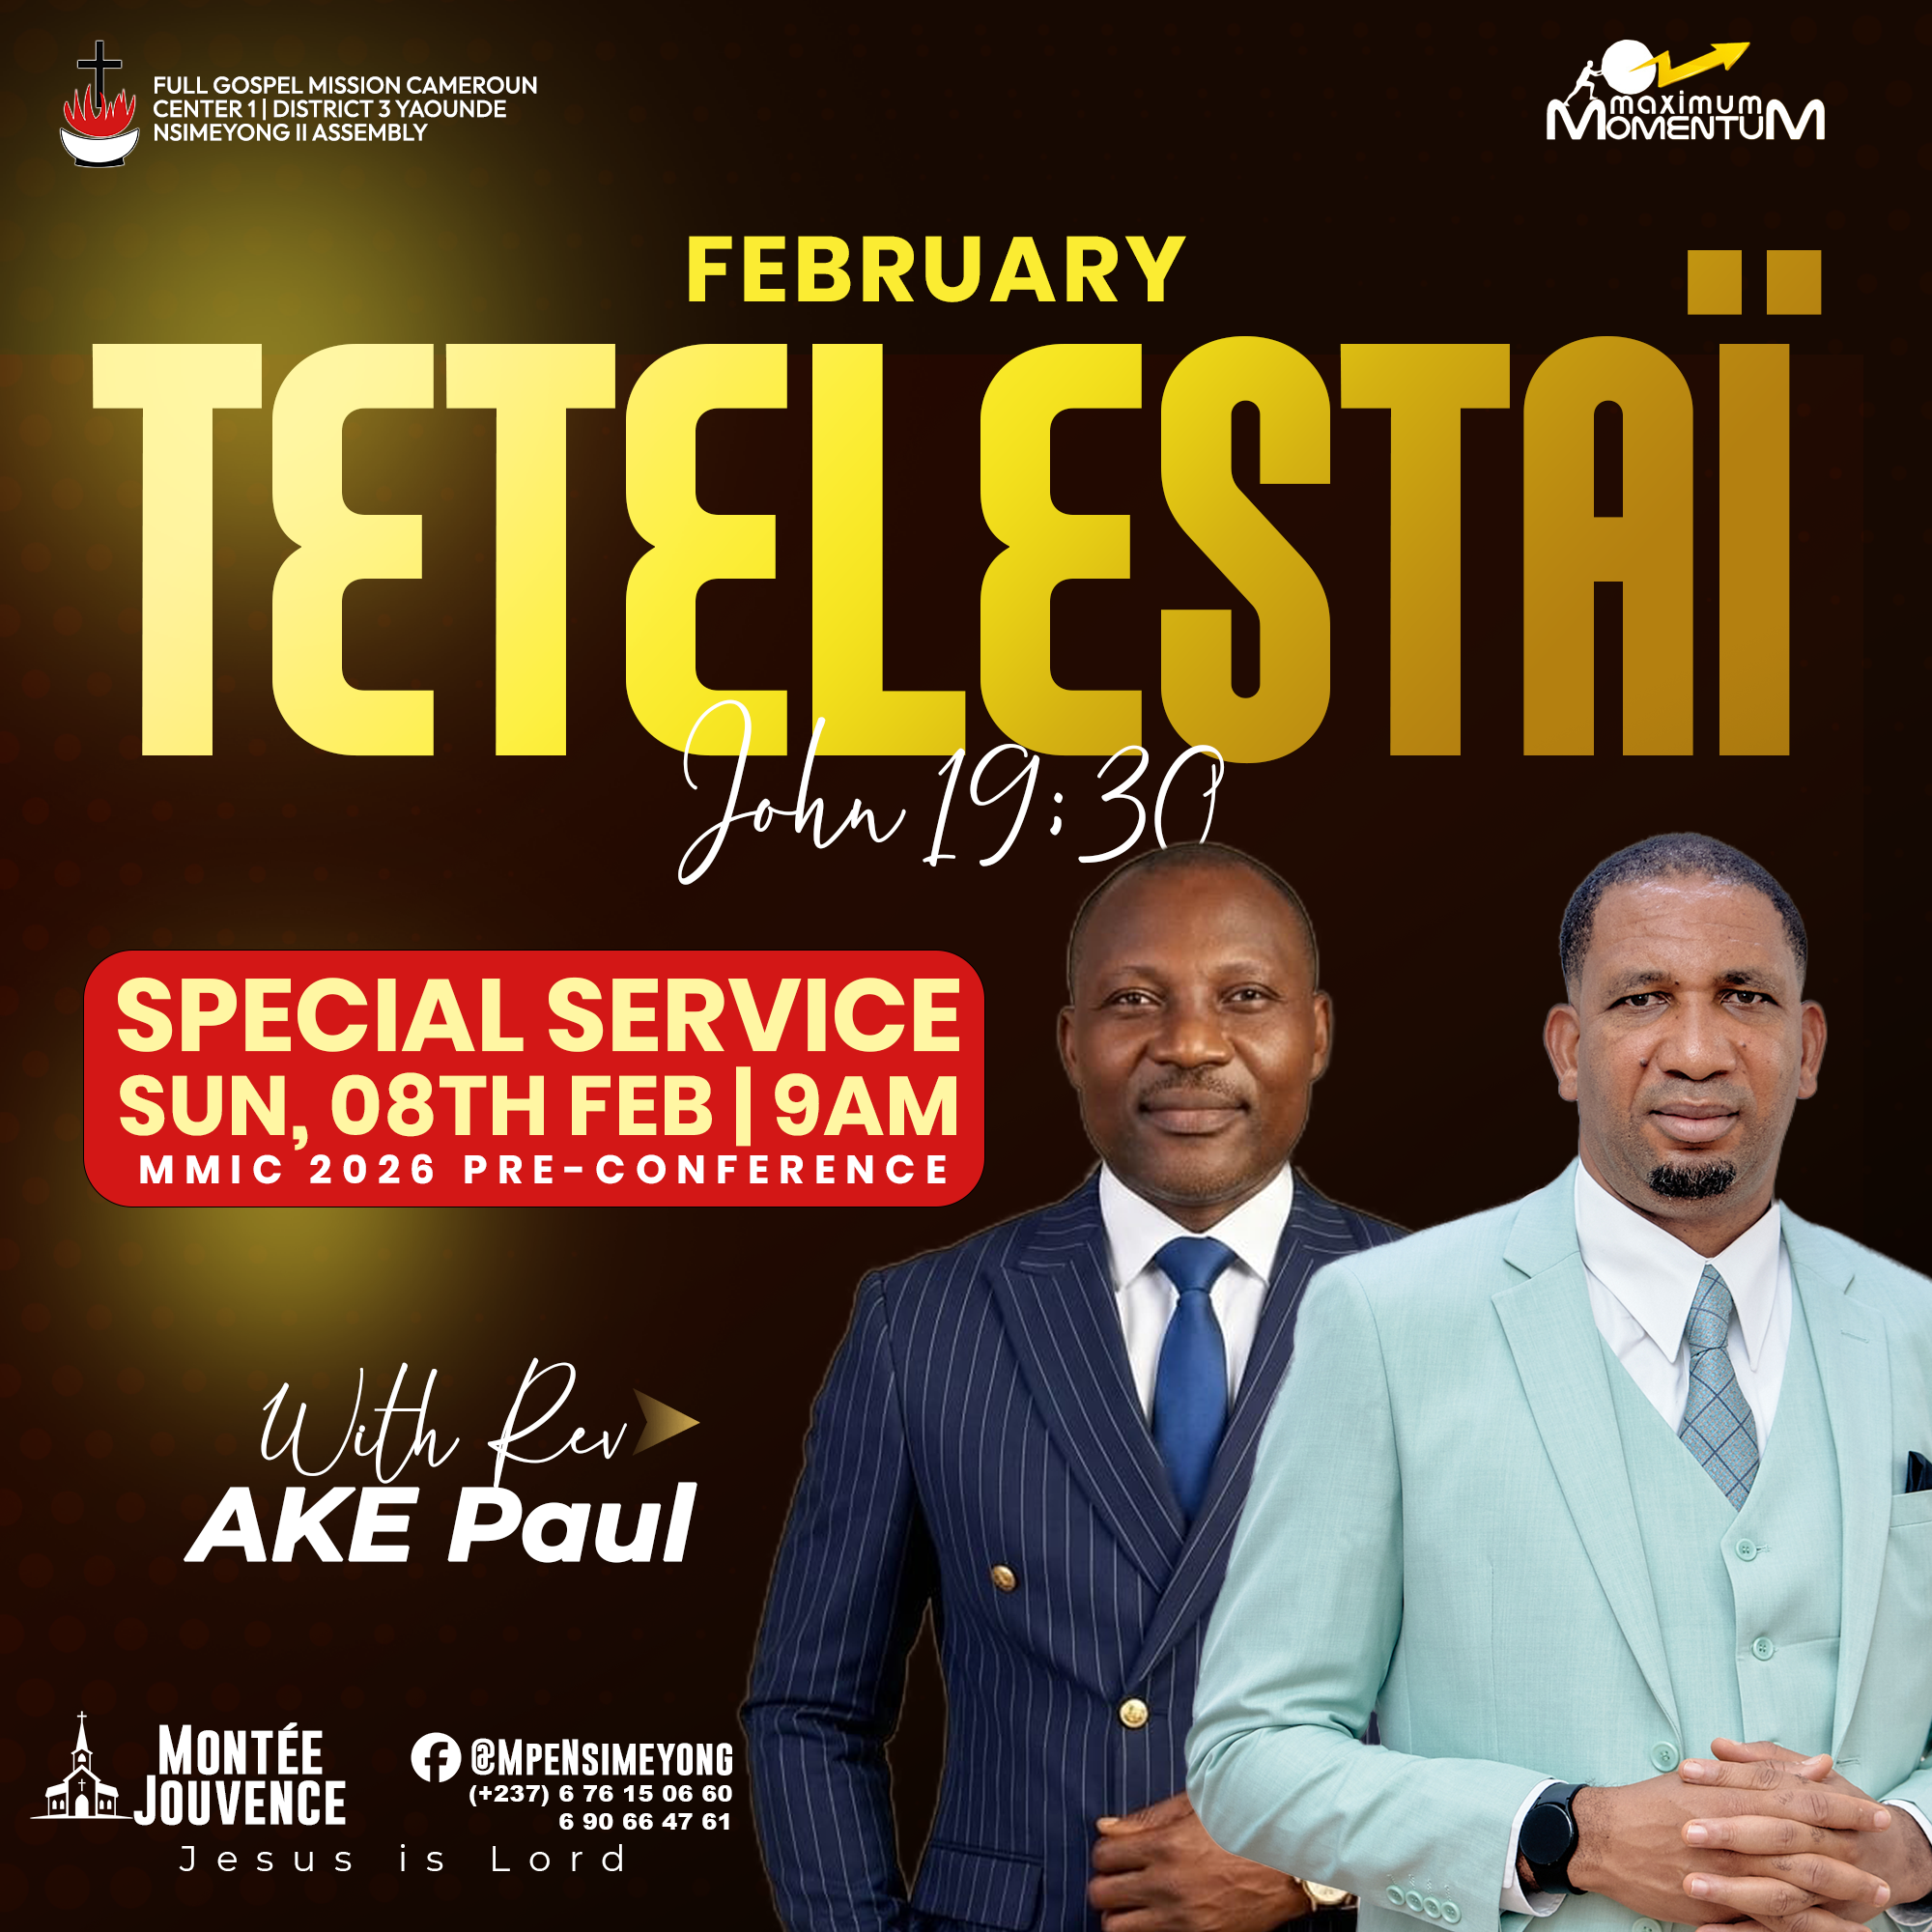 FULL GOSPEL MISSION CAMEROUN
CENTER 1 | DISTRICT 3 YAOUNDE
NSIMEYONG II ASSEMBLY
maximum
MOMENTUM
FEBRUARY
TETELESTAÏ
John 19:30
SPECIAL SERVICE
SUN, 08TH FEB | 9AM
MMIC 2026 PRE-CONFERENCE
With Rev
AKE Paul
MONTÉE
JOUVENCE
@MPENSIMEYONG
(+237) 6 76 15 06 60
6 90 66 47 61
Jesus is Lord